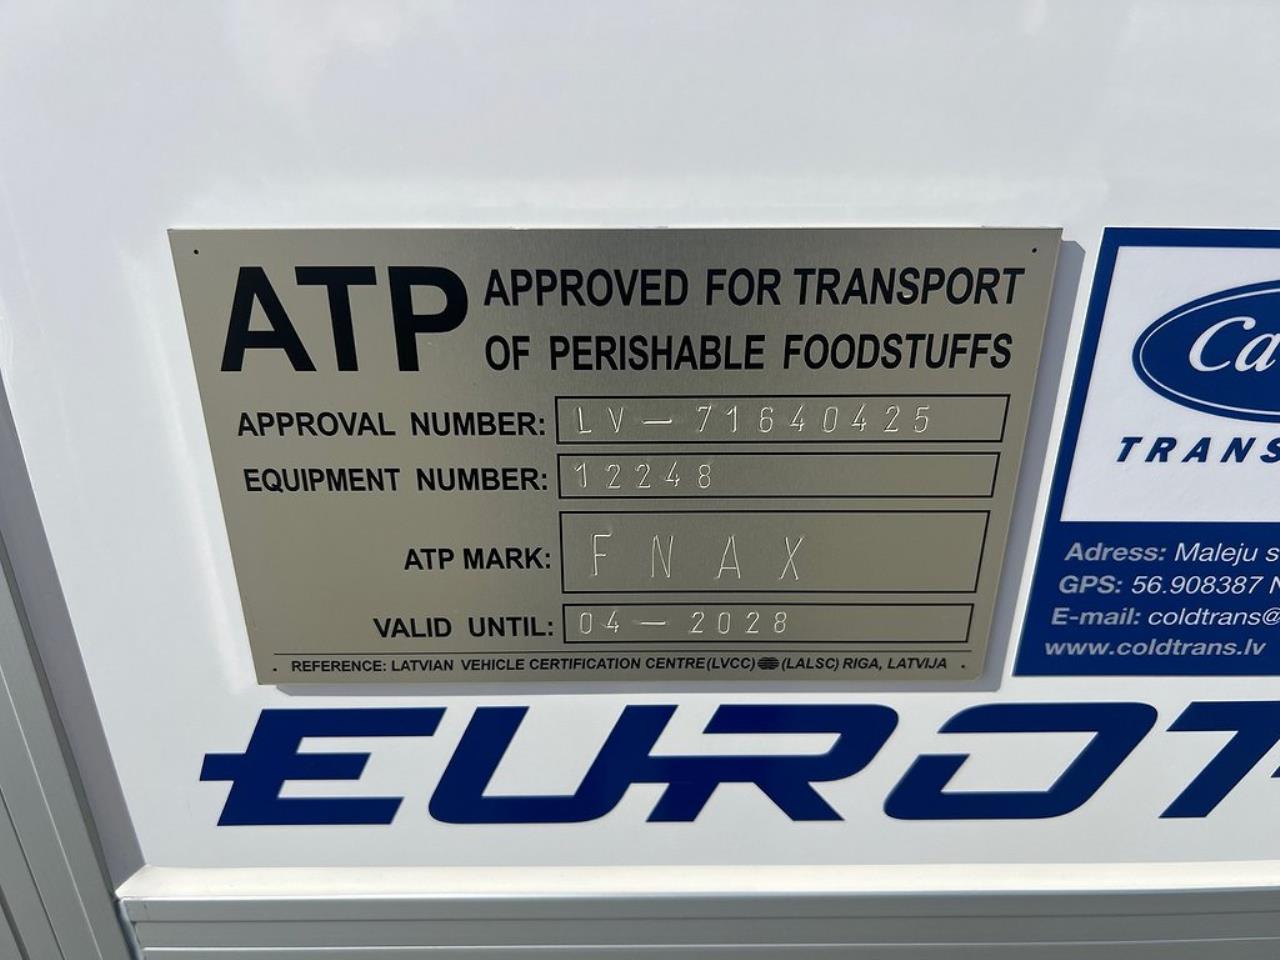 ATP APPROVED FOR TRANSPORT
OF PERISHABLE FOODSTUFFS
APPROVAL NUMBER: LV-71640425
EQUIPMENT NUMBER: 12248
ATP MARK: FNAX
VALID UNTIL: 04-2028
REFERENCE: LATVIAN VEHICLE CERTIFICATION CENTRE (LVCC) (LALSC) RIGA, LATVIJA
Ca
TRANS
Adress: Maleju s
GPS: 56.908387 N
E-mail: coldtrans@
www.coldtrans.lv
EUROT